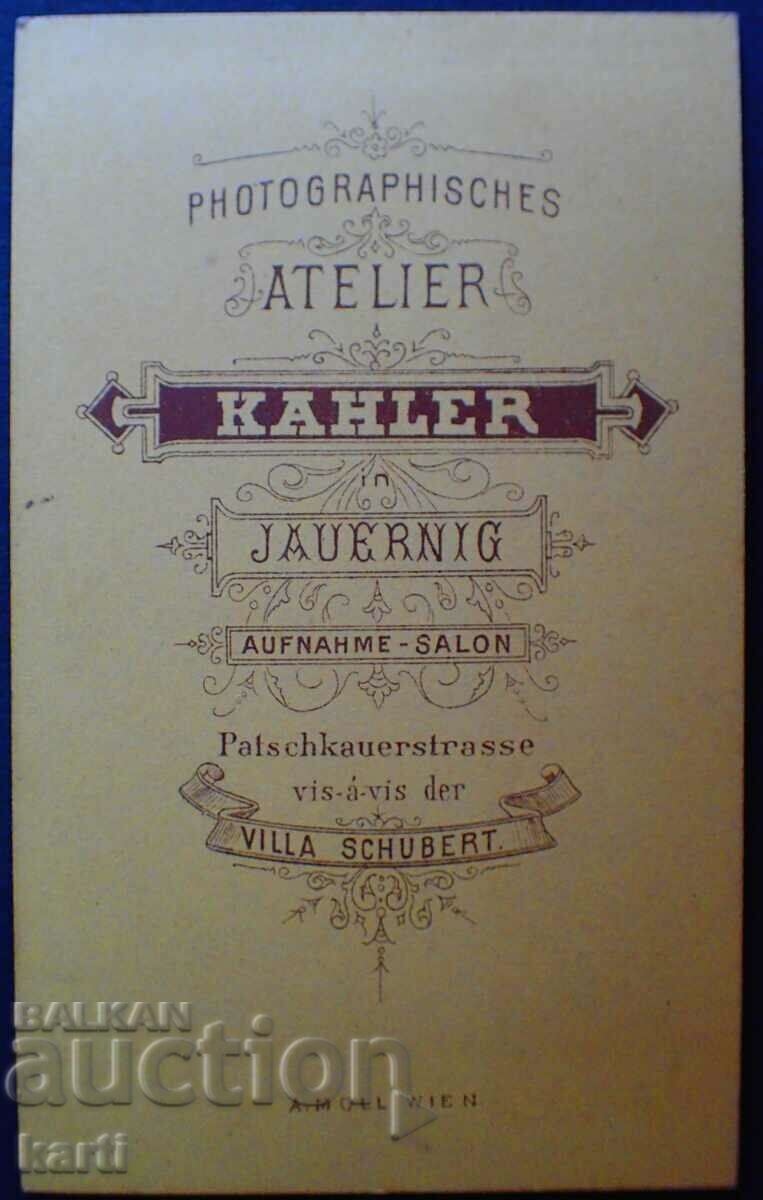 PHOTOGRAPHISCHES
ATELIER
KAHLER
in
JAUERNIG
AUFNAHME-SALON
Patschkauerstrasse
vis-á-vis der
VILLA SCHUBERT.
BALKAN
auction
A. MOLL WIEN
karti